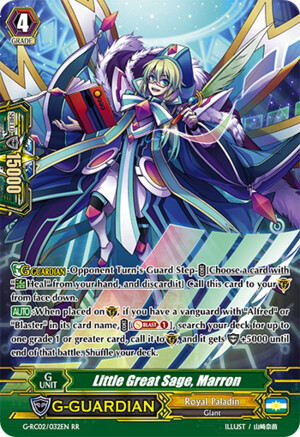 4
GRADE
SHIELD
15000
G GUARDIAN-Opponent Turn's Guard Step-[Choose a card with
"Heal" from your hand, and discard it] Call this card to
from face down.
AUTO:When placed on , if you have a vanguard with "Alfred" or
"Blaster" in its card name, [ BLAST 1], search your deck for up to
one grade 1 or greater card, call it to , and it gets +5000 until
end of that battle. Shuffle your deck.
G
UNIT
Little Great Sage, Marron
G-GUARDIAN
Royal Paladin
Giant
G-RC02/032EN RR
ILLUST / 山崎奈苗